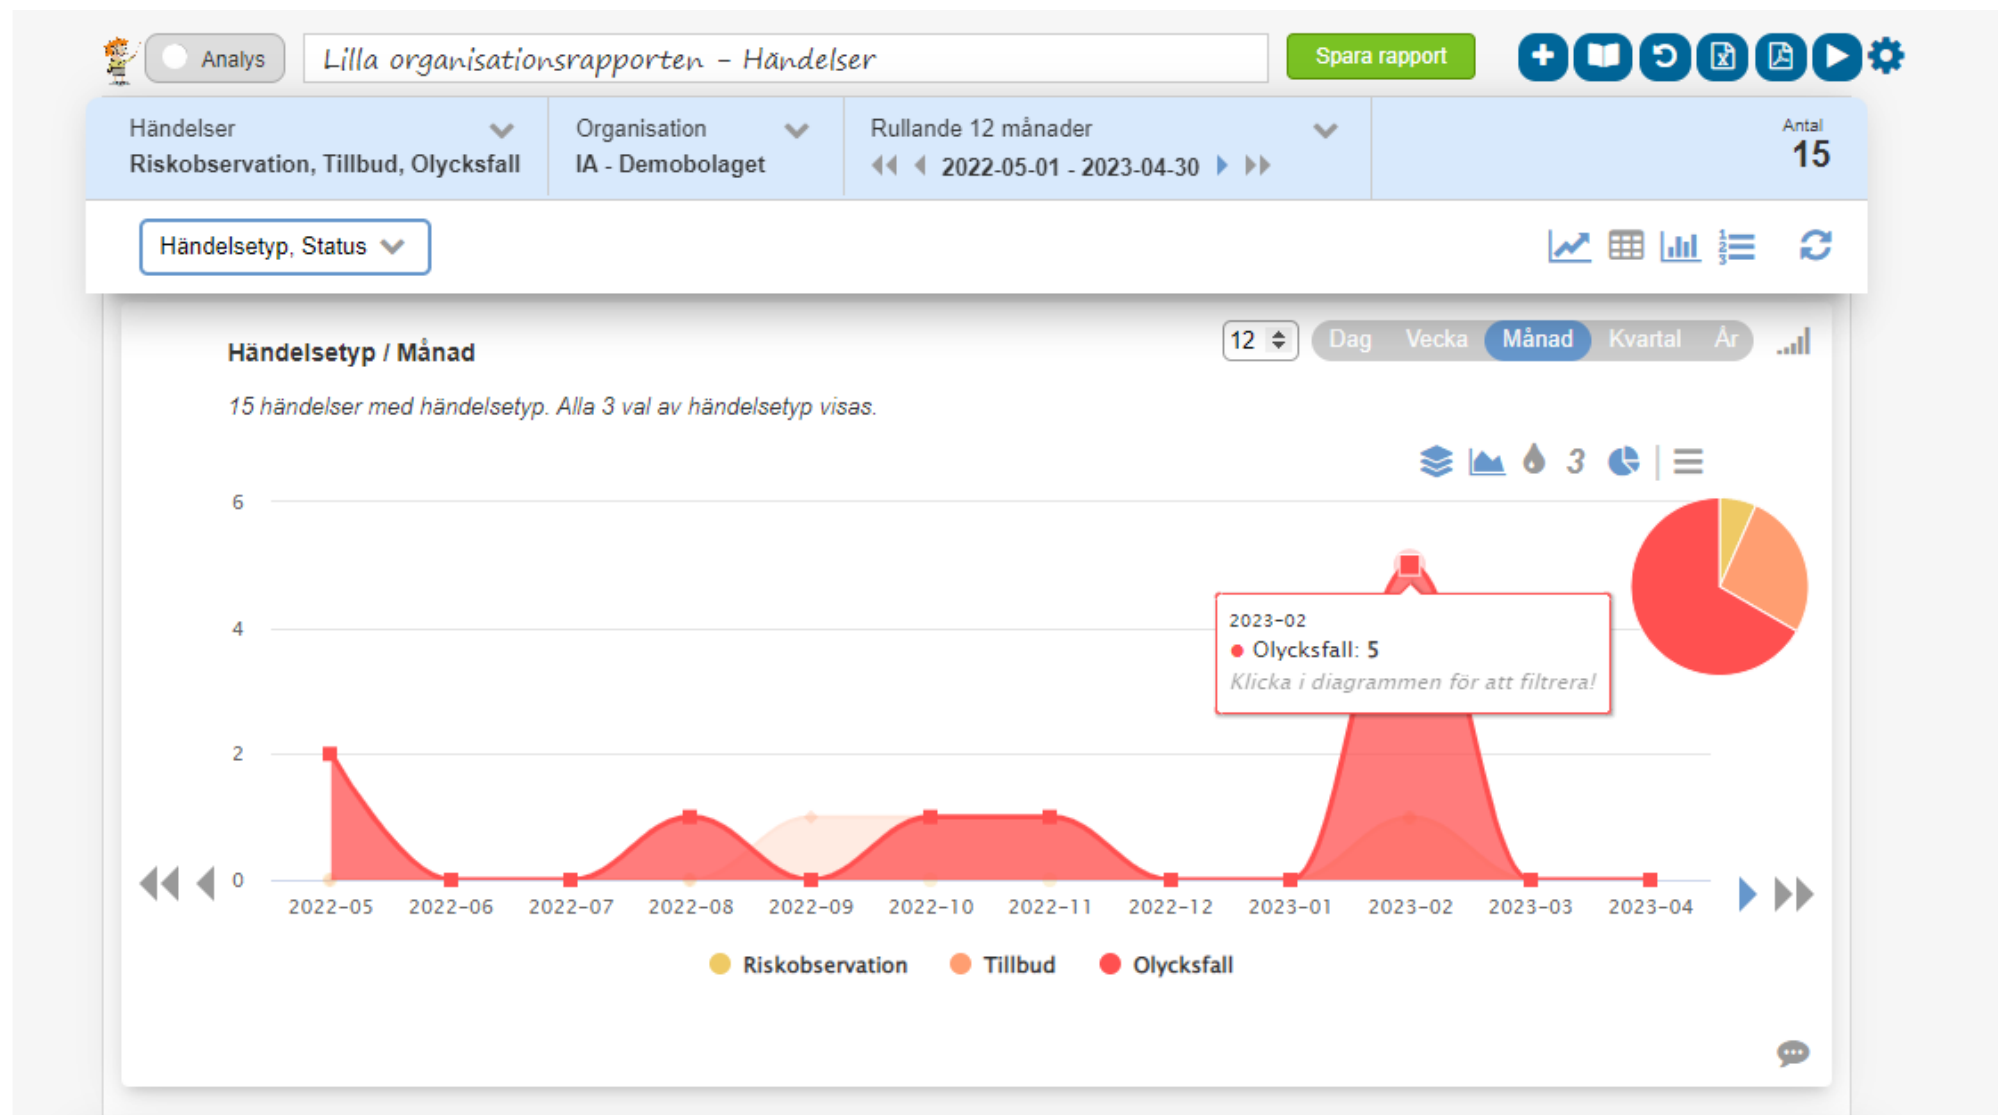 Analys
Lilla organisationsrapporten - Händelser
Spara rapport
Händelser
Riskobservation, Tillbud, Olycksfall
Organisation
IA - Demobolaget
Rullande 12 månader
2022-05-01 - 2023-04-30
Antal
15
Händelsetyp, Status
Händelsetyp / Månad
12
Dag Vecka Månad Kvartal År
15 händelser med händelsetyp. Alla 3 val av händelsetyp visas.
3
6
4
2
0
2023-02
Olycksfall: 5
Klicka i diagrammen för att filtrera!
2022-05 2022-06 2022-07 2022-08 2022-09 2022-10 2022-11 2022-12 2023-01 2023-02 2023-03 2023-04
Riskobservation Tillbud Olycksfall